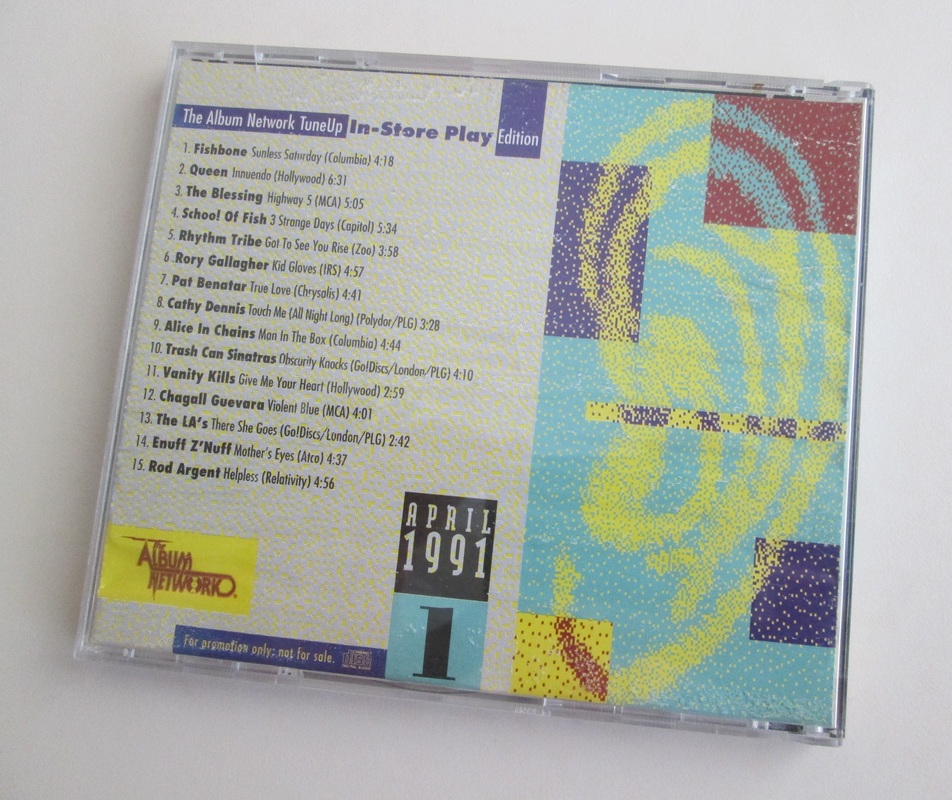 The Album Network TuneUp In-Store Play Edition
1. Fishbone Sunless Saturday (Columbia) 4:18
2. Queen Innuendo (Hollywood) 6:31
3. The Blessing Highway 5 (MCA) 5:05
4. School Of Fish 3 Strange Days (Capitol) 5:34
5. Rhythm Tribe Got To See You Rise (Zoo) 3:58
6. Rory Gallagher Kid Gloves (IRS) 4:57
7. Pat Benatar True Love (Chrysalis) 4:41
8. Cathy Dennis Touch Me (All Night Long) (Polydor/PLG) 3:28
9. Alice In Chains Man In The Box (Columbia) 4:44
10. Trash Can Sinatras Obscurity Knocks (Go!Discs/London/PLG) 4:10
11. Vanity Kills Give Me Your Heart (Hollywood) 2:59
12. Chagall Guevara Violent Blue (MCA) 4:01
13. The LA's There She Goes (Go!Discs/London/PLG) 2:42
14. Enuff Z'Nuff Mother's Eyes (Atco) 4:37
15. Rod Argent Helpless (Relativity) 4:56
APRIL
1991
1
THE
ALBUM
NETWORK
For promotion only; not for sale.